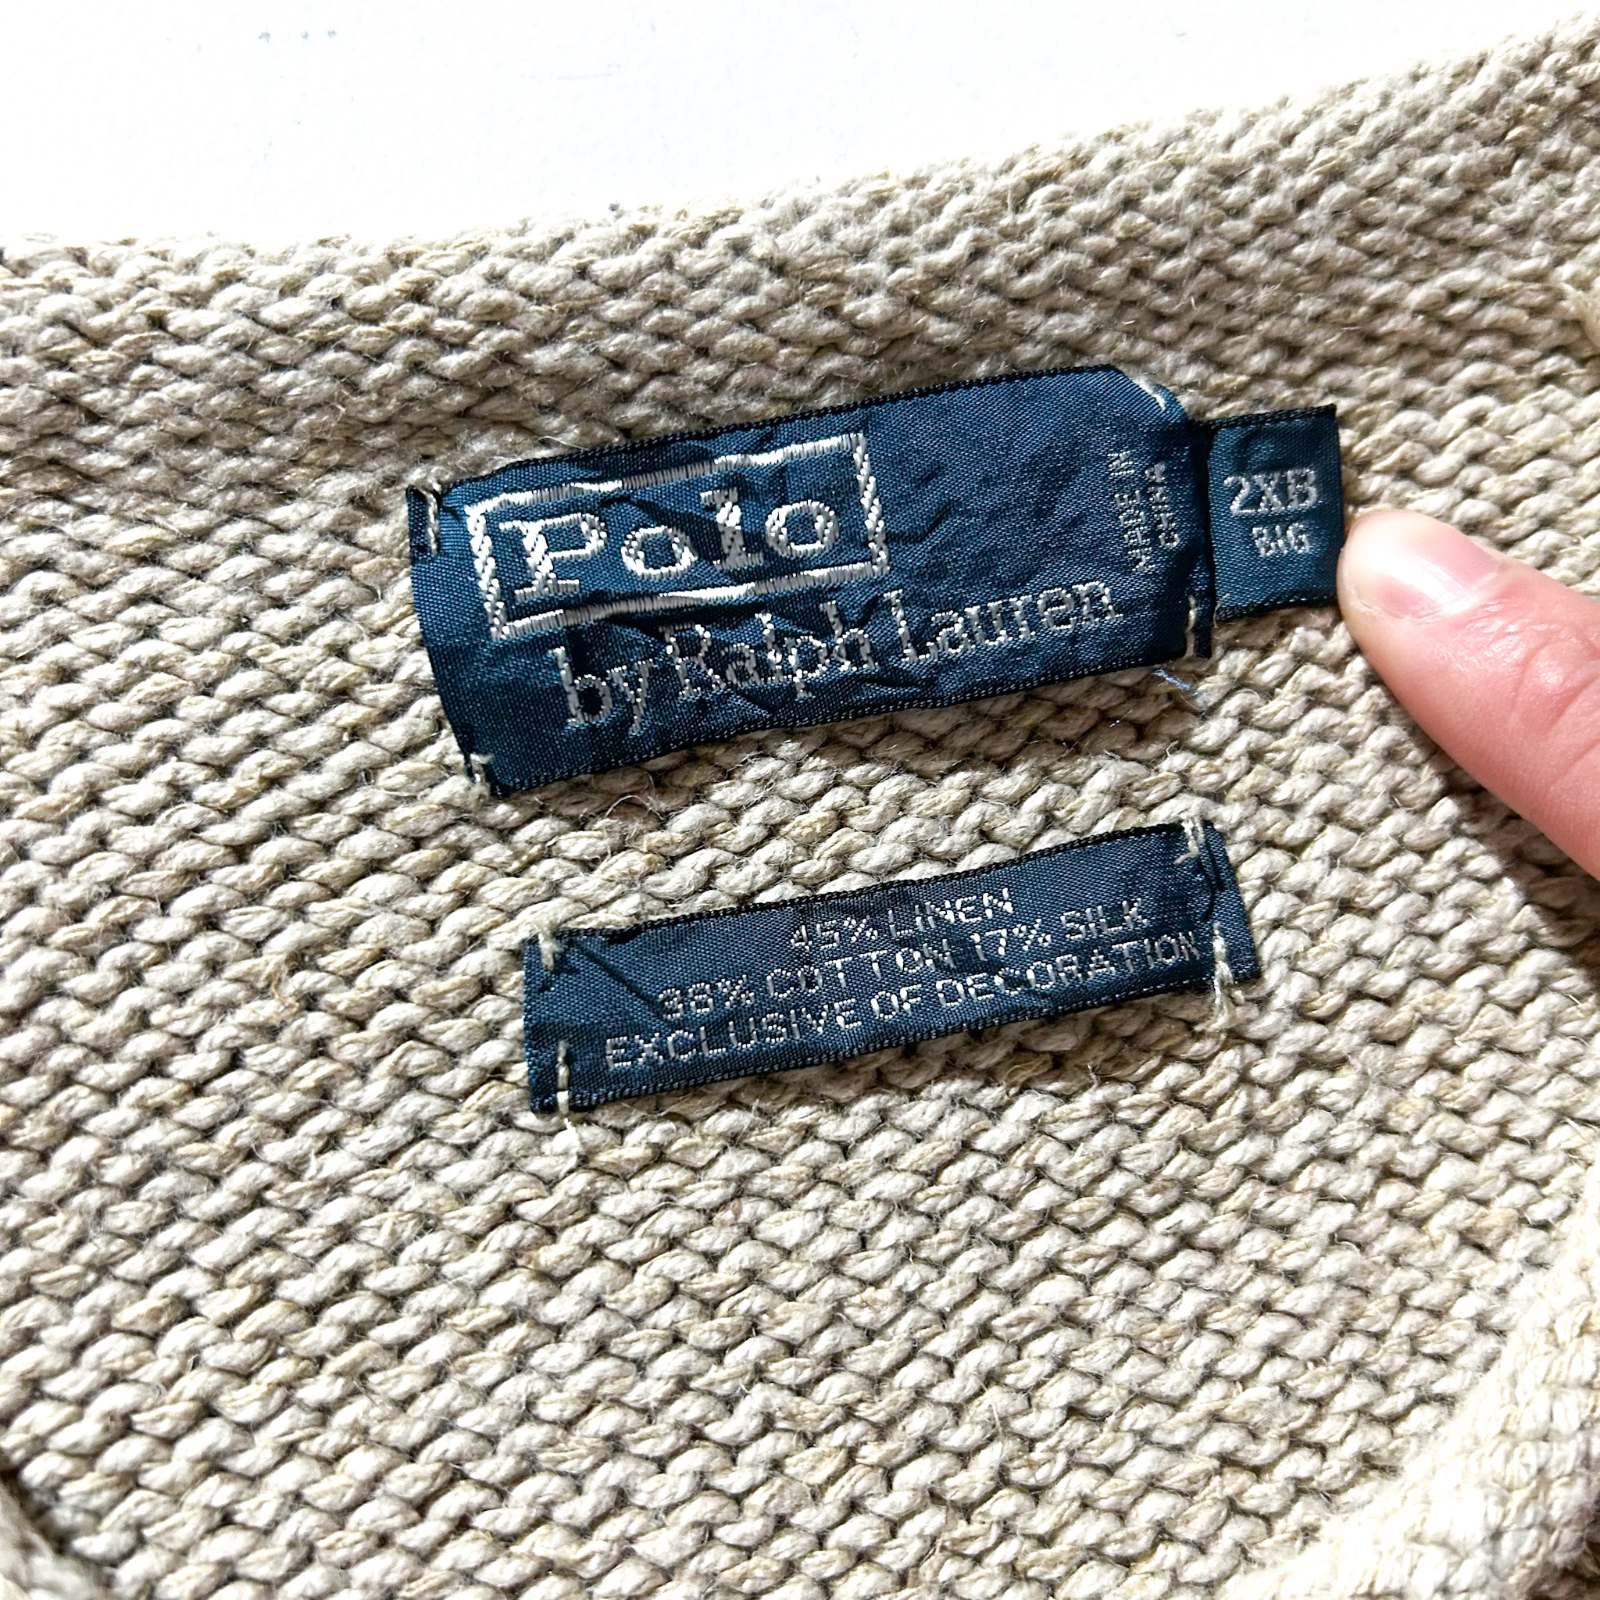 Polo
by Ralph Lauren
MADE IN
CHINA
2XB
BIG
45% LINEN
38% COTTON 17% SILK
EXCLUSIVE OF DECORATION